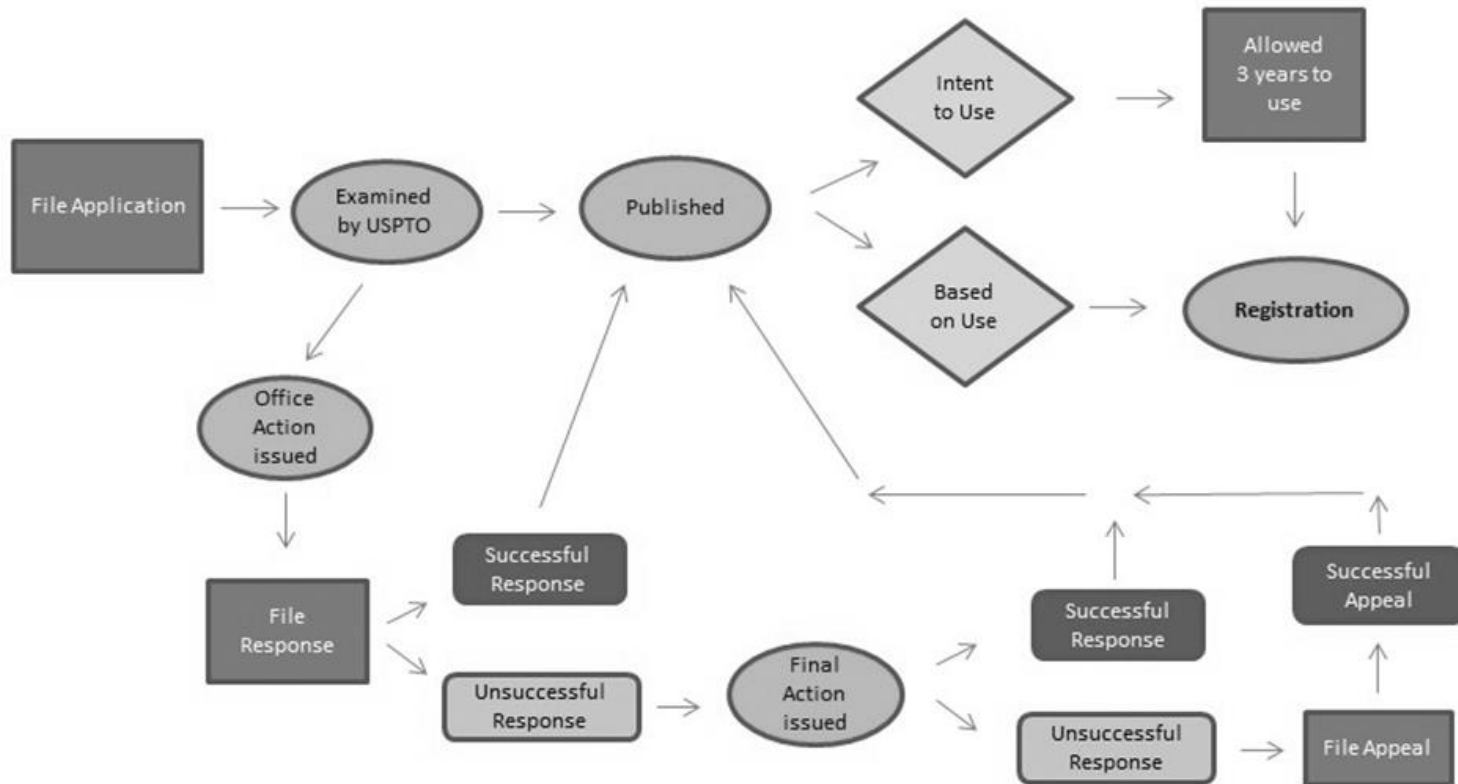 Intent
to Use
Allowed
3 years to
use
File Application
Examined
by USPTO
Published
Based
on Use
Registration
Office
Action
issued
Successful
Response
File
Response
Unsuccessful
Response
Final
Action
issued
Successful
Response
Successful
Appeal
Unsuccessful
Response
File Appeal